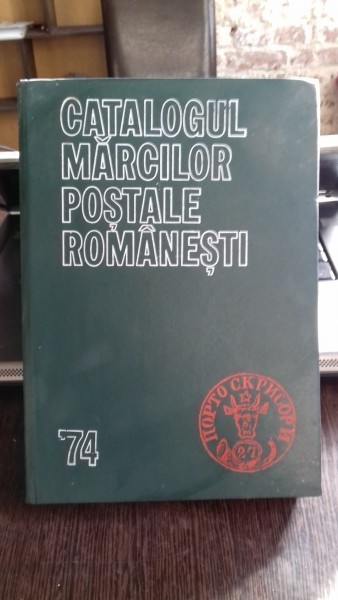 CATALOGUL
MĂRCILOR
POȘTALE
ROMÂNEȘTI
'74
ПОРТО СКРИСОРИ
27